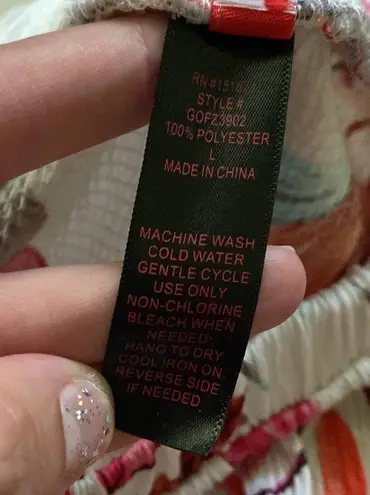 STYLE #
GOFZ3902
100% POLYESTER
L
MADE IN CHINA
MACHINE WASH
COLD WATER
GENTLE CYCLE
USE ONLY
NON-CHLORINE
BLEACH WHEN
NEEDED:
HANG TO DRY
COOL IRON ON
REVERSE SIDE
IF NEEDED